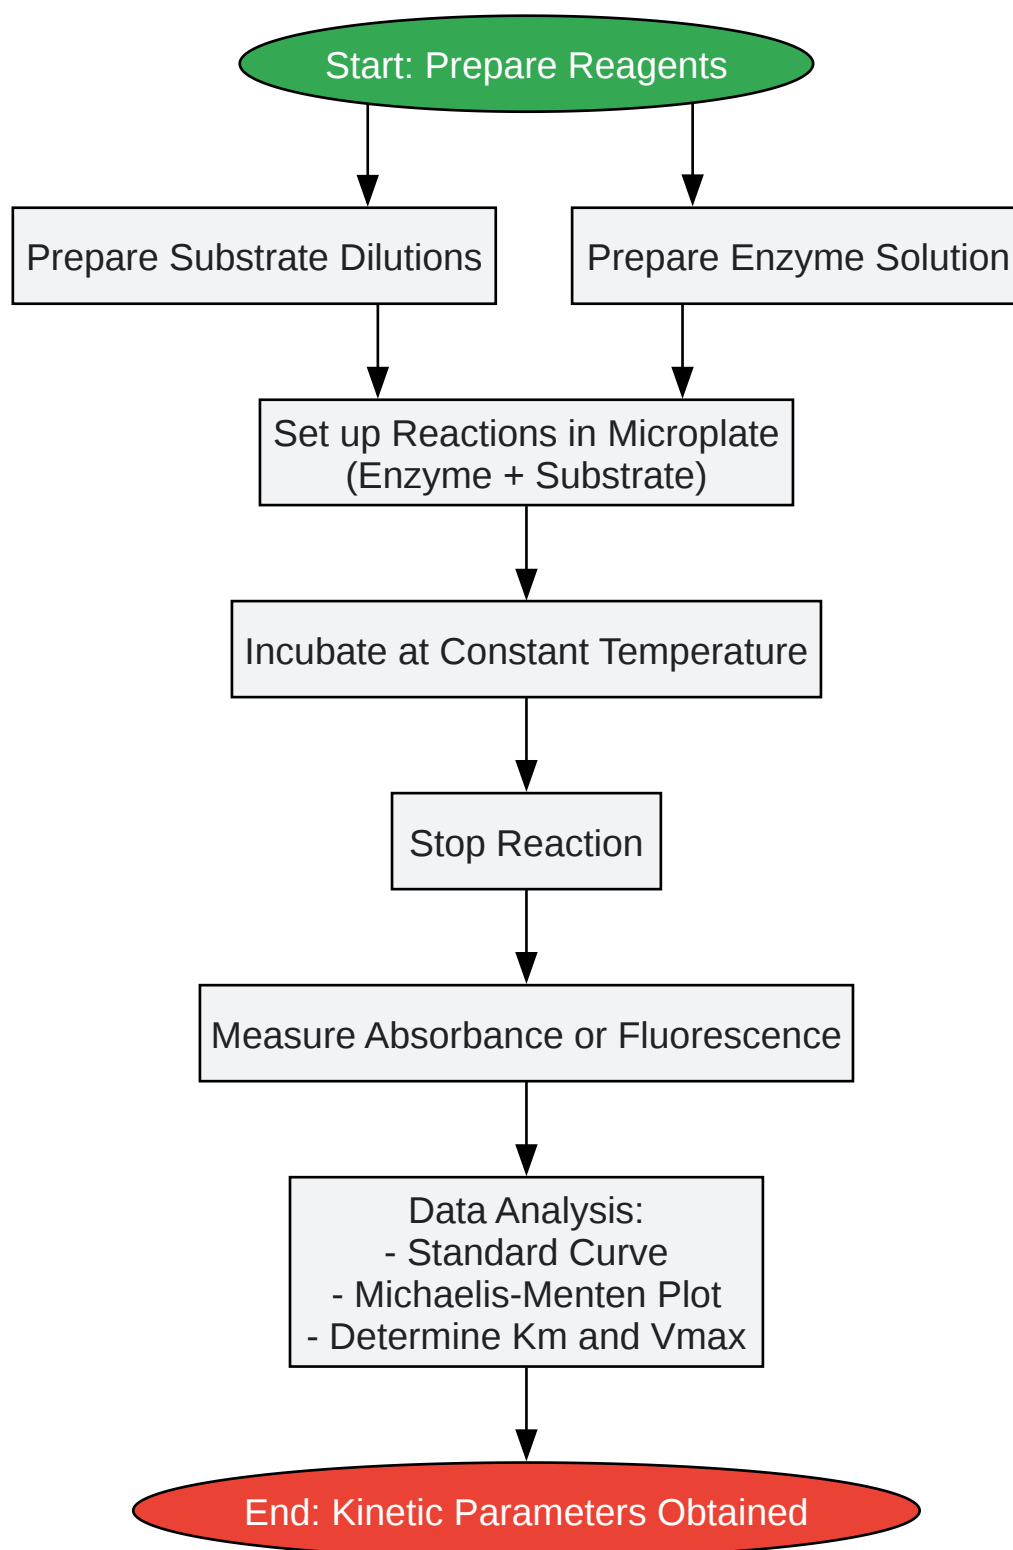 Start: Prepare Reagents
Prepare Substrate Dilutions
Prepare Enzyme Solution
Set up Reactions in Microplate
(Enzyme + Substrate)
Incubate at Constant Temperature
Stop Reaction
Measure Absorbance or Fluorescence
Data Analysis:
- Standard Curve
- Michaelis-Menten Plot
- Determine Km and Vmax
End: Kinetic Parameters Obtained